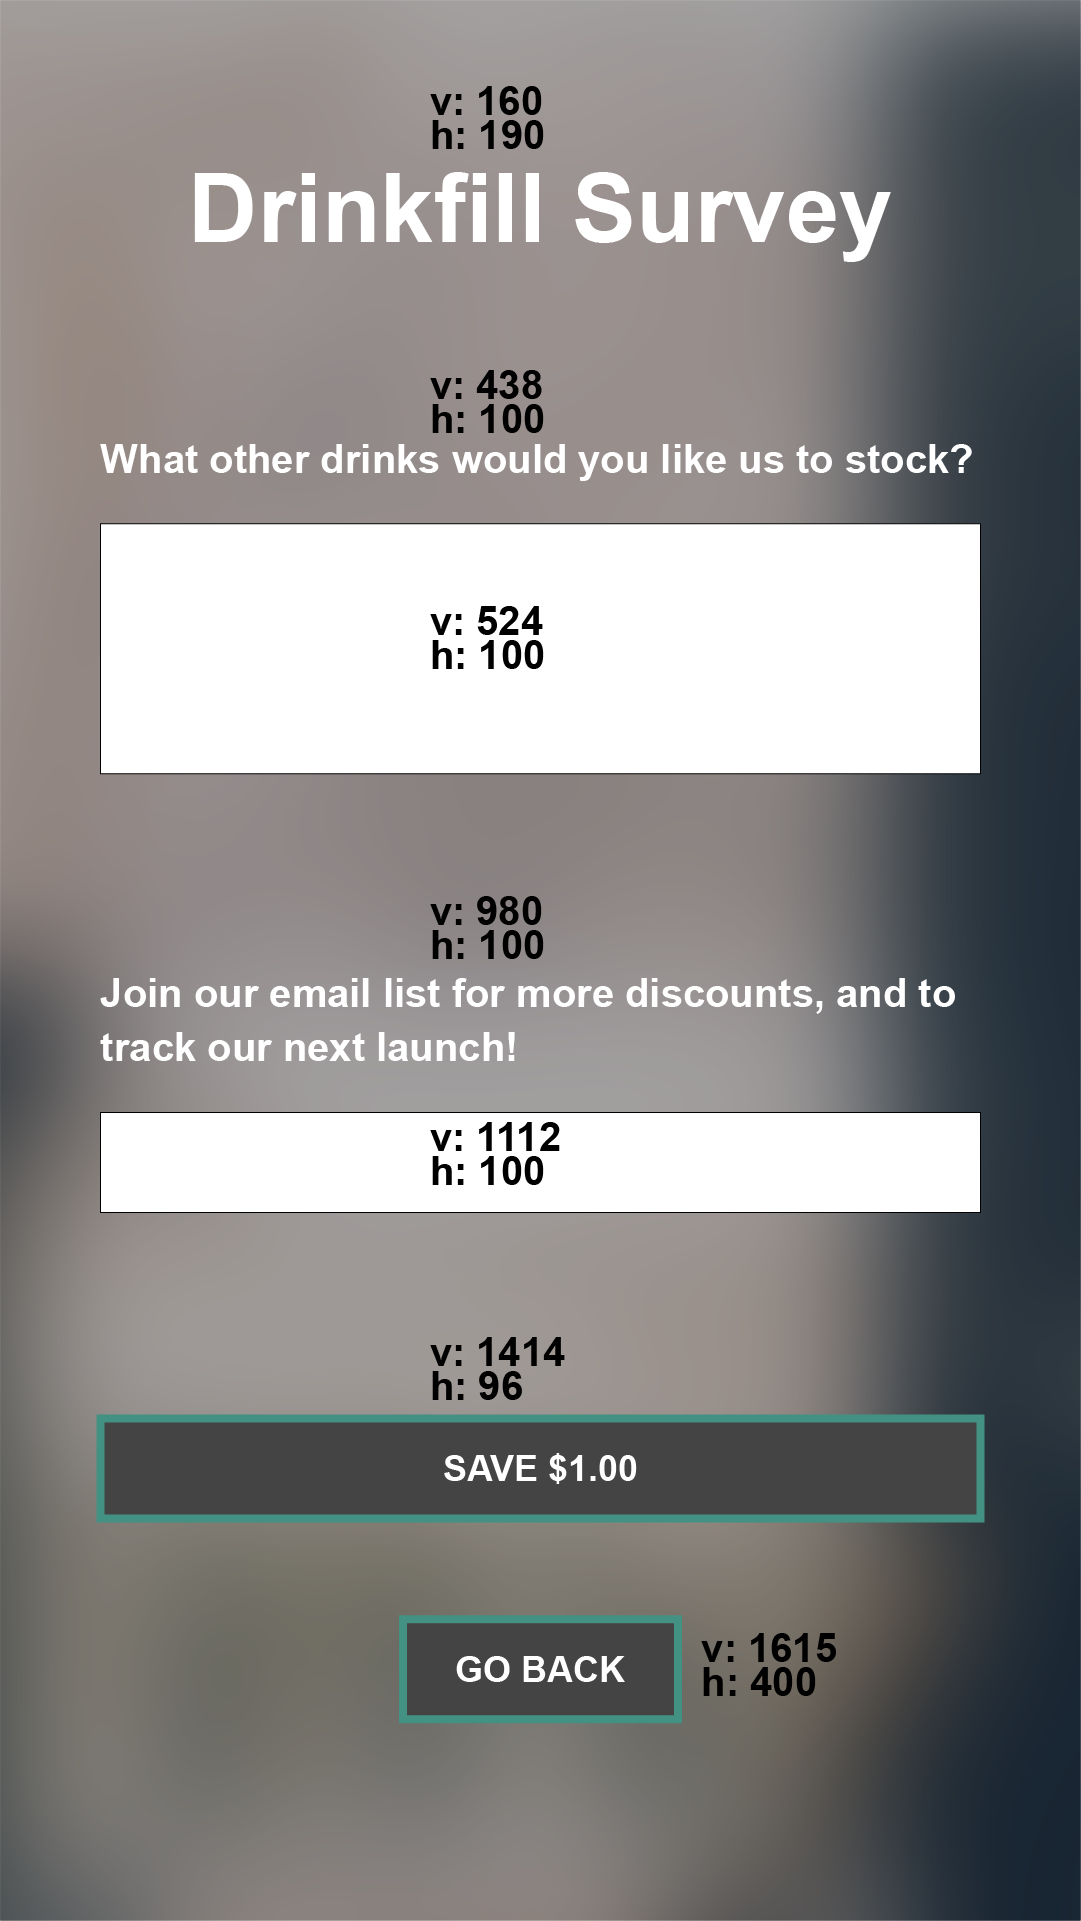 v: 160
h: 190
Drinkfill Survey
v: 438
h: 100
What other drinks would you like us to stock?
v: 524
h: 100
v: 980
h: 100
Join our email list for more discounts, and to
track our next launch!
v: 1112
h: 100
v: 1414
h: 96
SAVE $1.00
GO BACK
v: 1615
h: 400